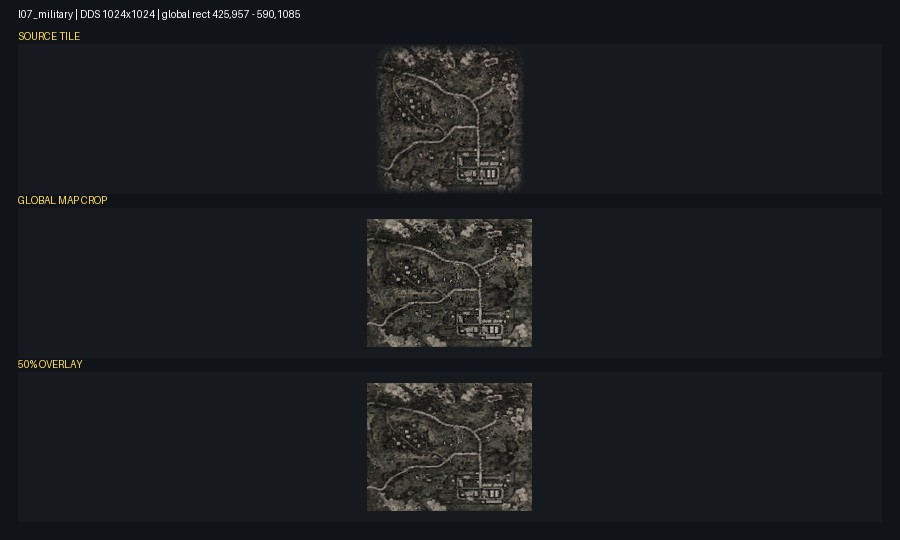 l07_military | DDS 1024x1024 | global rect 425,957 - 590,1085
SOURCE TILE
GLOBAL MAP CROP
50% OVERLAY